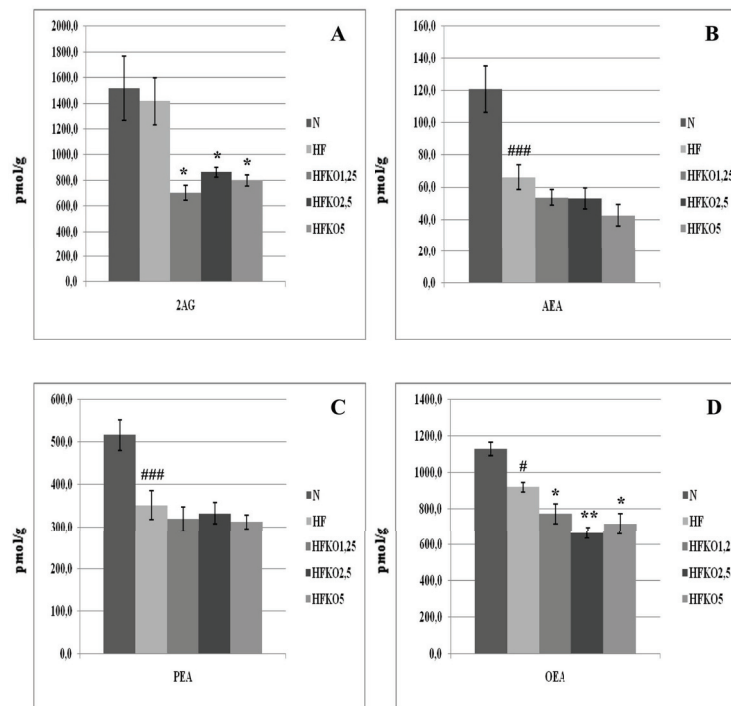 A
pmol/g
2000,0
1800,0
1600,0
1400,0
1200,0
1000,0
800,0
600,0
400,0
200,0
0,0
* * *
2AG
N
HF
HFKO1,25
HFKO2,5
HFKO5
B
pmol/g
160,0
140,0
120,0
100,0
80,0
60,0
40,0
20,0
0,0
###
AEA
N
HF
HFKO1,25
HFKO2,5
HFKO5
C
pmol/g
600,0
500,0
400,0
300,0
200,0
100,0
0,0
###
PEA
N
HF
HFKO1,25
HFKO2,5
HFKO5
D
pmol/g
1400,0
1200,0
1000,0
800,0
600,0
400,0
200,0
0,0
# * ** *
OEA
N
HF
HFKO1,2
HFKO2,5
HFKO5